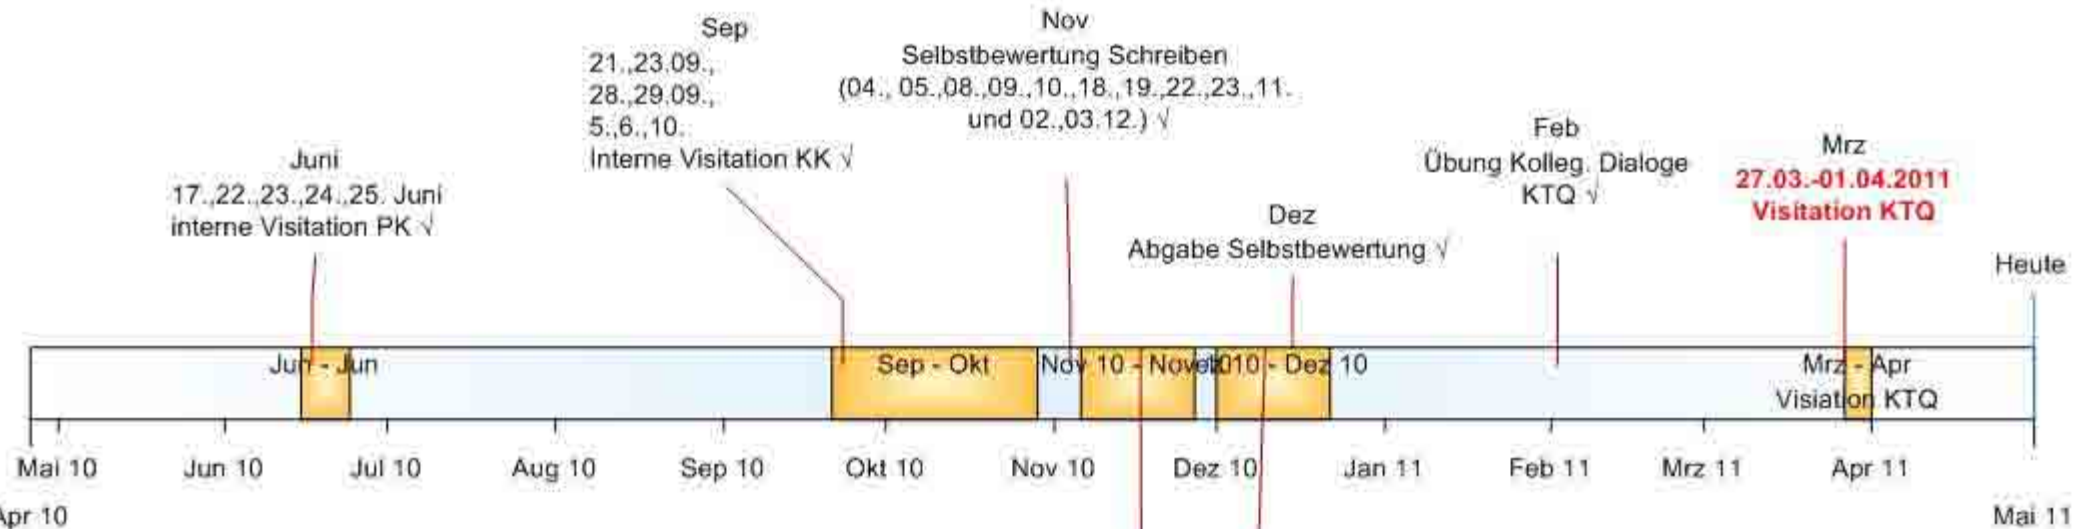 Sep
21.,23.09.,
28.,29.09.,
5.,6.,10.
Interne Visitation KK √
Nov
Selbstbewertung Schreiben
(04., 05.,08.,09.,10.,18.,19.,22.,23.,11.
und 02.,03.12.) √
Juni
17.,22.,23.,24.,25. Juni
interne Visitation PK √
Dez
Abgabe Selbstbewertung √
Feb
Übung Kolleg. Dialoge
KTQ √
Mrz
27.03.-01.04.2011
Visitation KTQ
Heute
Jun - Jun
Sep - Okt
Nov 10 - Nov
10 - Dez 10
Mrz - Apr
Visiation KTQ
Mai 10 Jun 10 Jul 10 Aug 10 Sep 10 Okt 10 Nov 10 Dez 10 Jan 11 Feb 11 Mrz 11 Apr 11
Apr 10 Mai 11